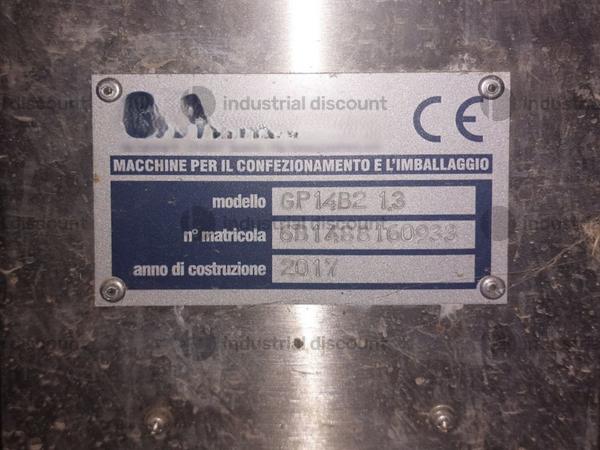 industrial discount
CE
MACCHINE PER IL CONFEZIONAMENTO E L'IMBALLAGGIO
modello GP14B2 1.3
n° matricola
anno di costruzione 2017
industrial discount